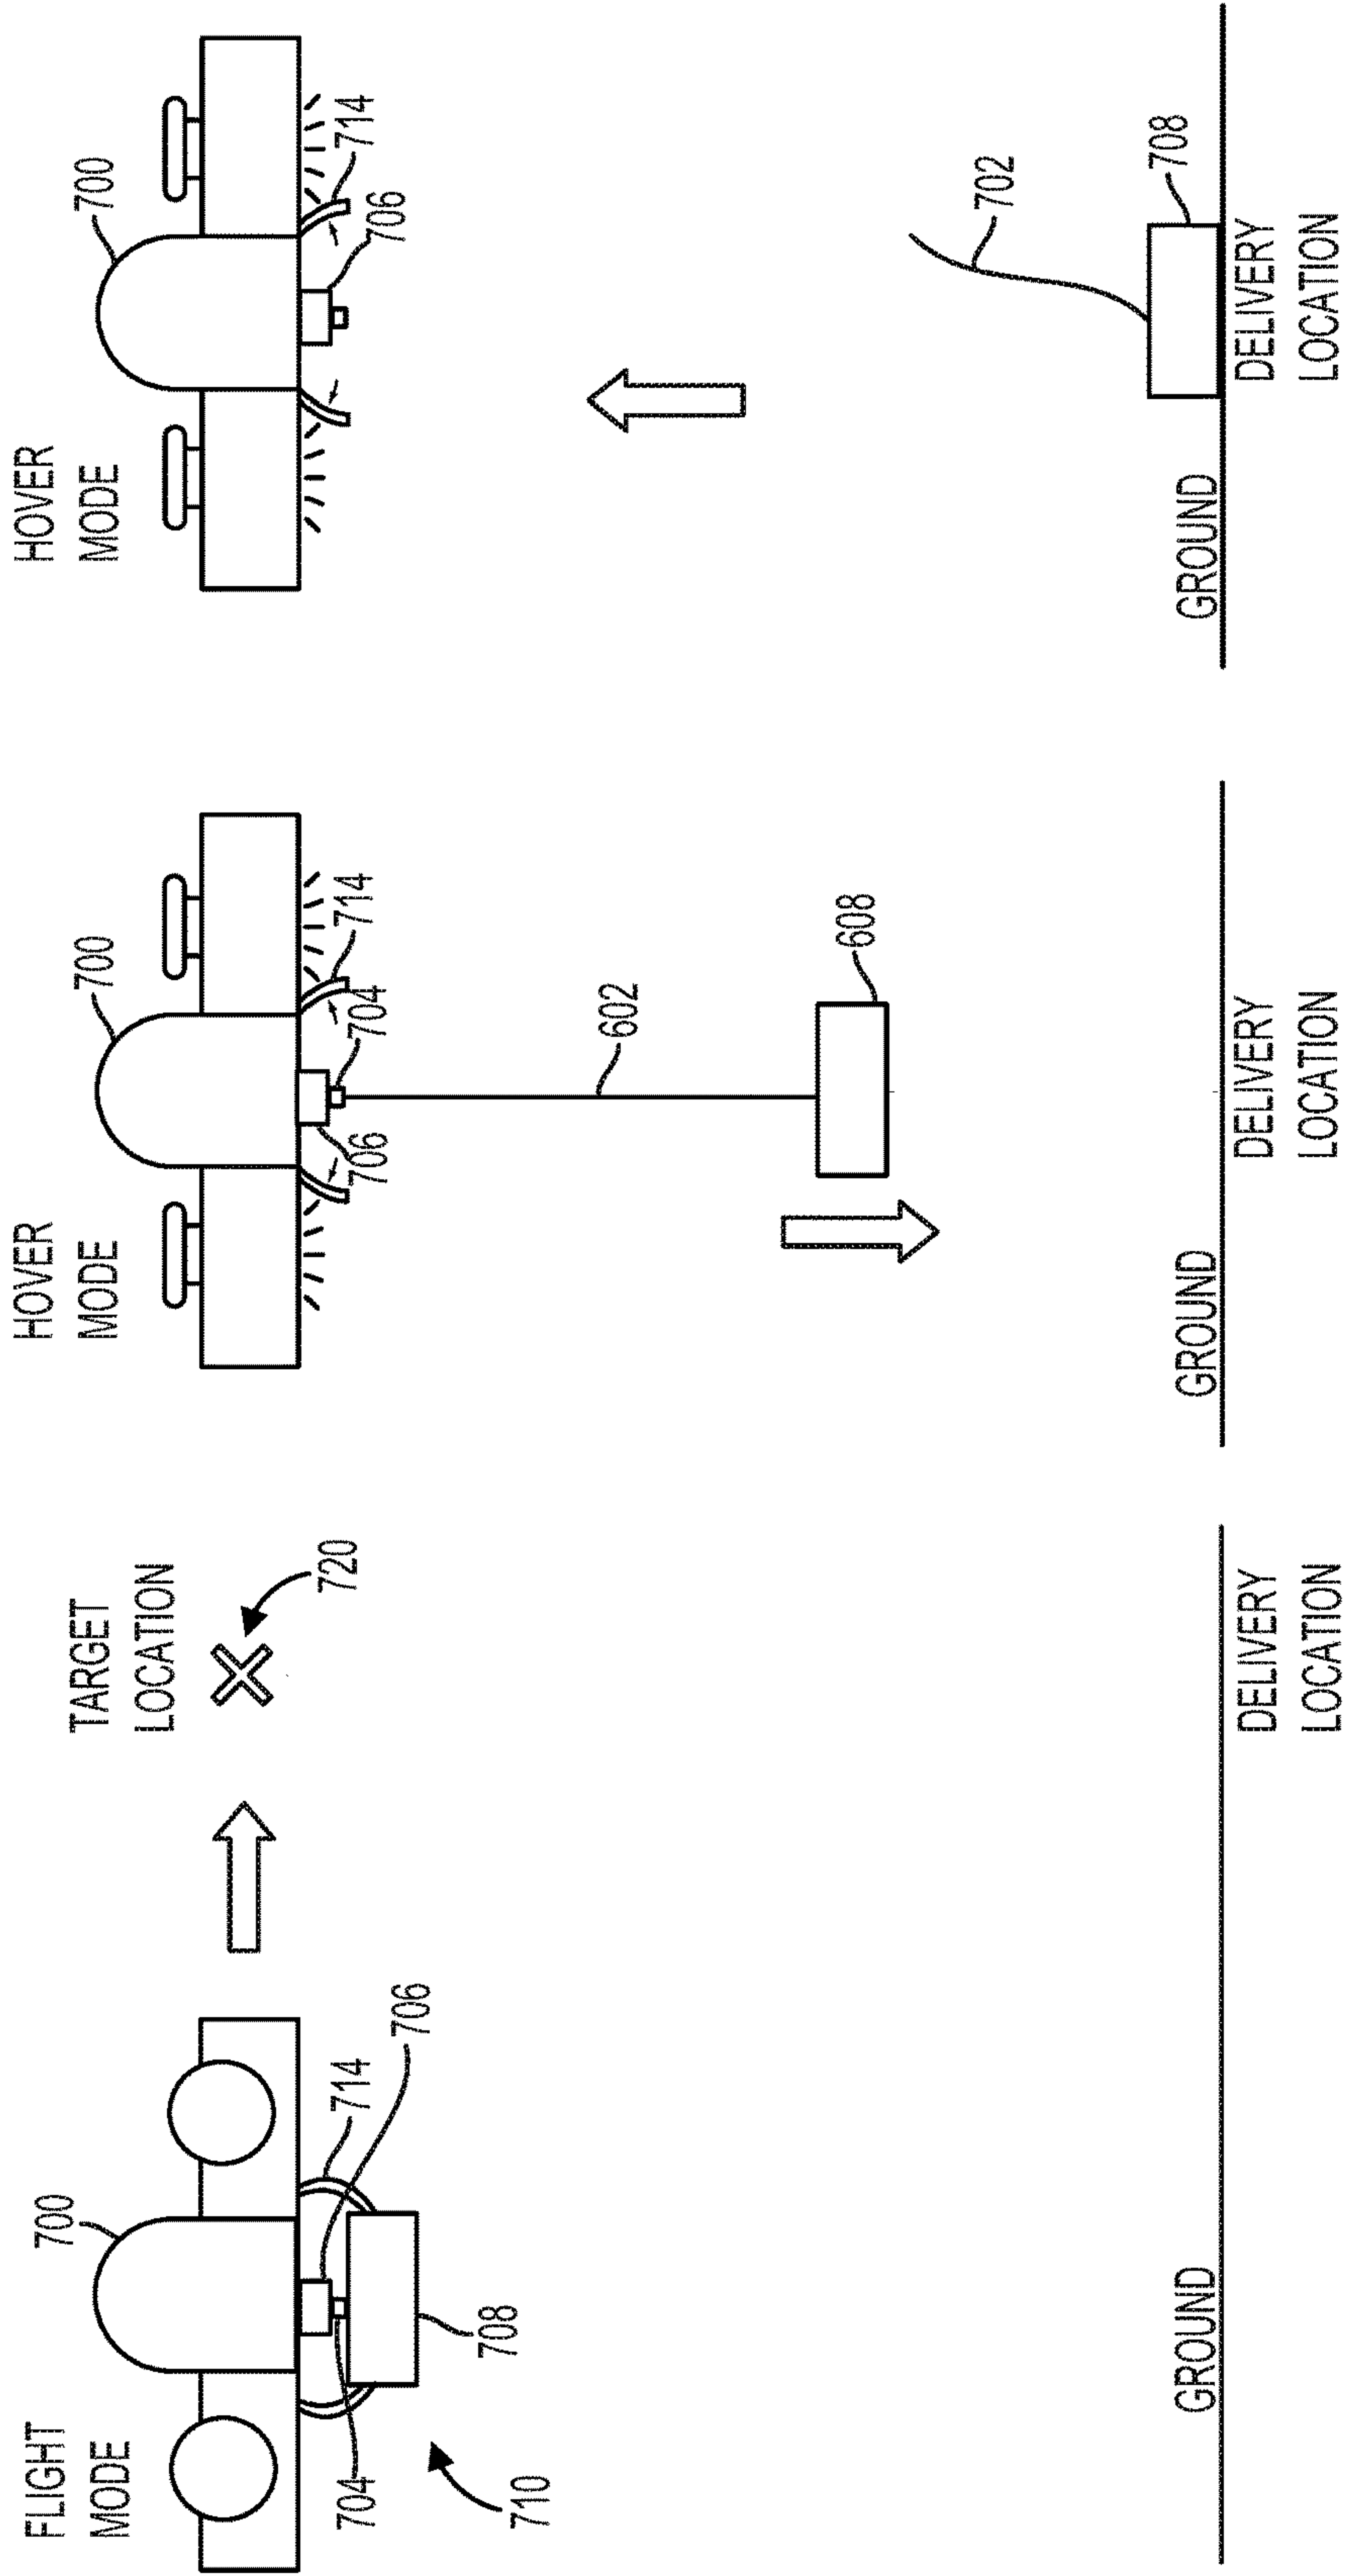 FLIGHT
MODE
700
704
706
714
708
710
TARGET
LOCATION
720
GROUND
DELIVERY
LOCATION
HOVER
MODE
700
706
704
714
602
608
GROUND
DELIVERY
LOCATION
HOVER
MODE
700
714
706
702
708
GROUND
DELIVERY
LOCATION